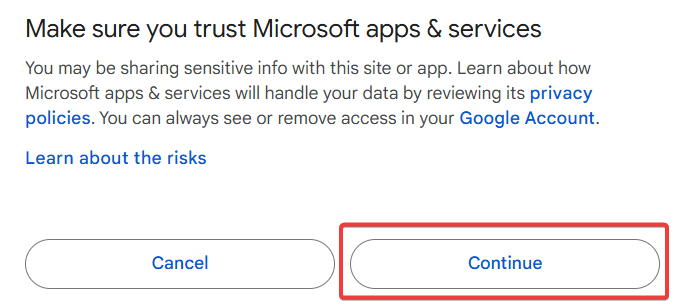 Make sure you trust Microsoft apps & services
You may be sharing sensitive info with this site or app. Learn about how
Microsoft apps & services will handle your data by reviewing its privacy
policies. You can always see or remove access in your Google Account.
Learn about the risks
Cancel
Continue